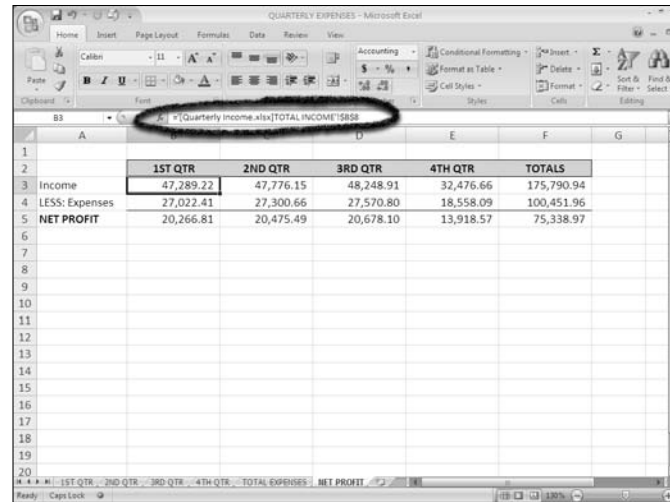 QUARTERLY EXPENSES - Microsoft Excel
Home Insert Page Layout Formulas Data Review View
Paste
Calibri 11 A A
B I U A
Accounting
$ % ,
Conditional Formatting
Format as Table
Cell Styles
Insert
Delete
Format
Σ
Sort & Filter
Find & Select
Clipboard Font Styles Cells Editing
B3 fx ='[Quarterly Income.xlsx]TOTAL INCOME'!$B$8
A B C D E F G
1
2 1ST QTR 2ND QTR 3RD QTR 4TH QTR TOTALS
3 Income 47,289.22 47,776.15 48,248.91 32,476.66 175,790.94
4 LESS: Expenses 27,022.41 27,300.66 27,570.80 18,558.09 100,451.96
5 NET PROFIT 20,266.81 20,475.49 20,678.10 13,918.57 75,338.97
6
7
8
9
10
11
12
13
14
15
16
17
18
19
20
1ST QTR 2ND QTR 3RD QTR 4TH QTR TOTAL EXPENSES NET PROFIT
Ready Caps Lock 130%